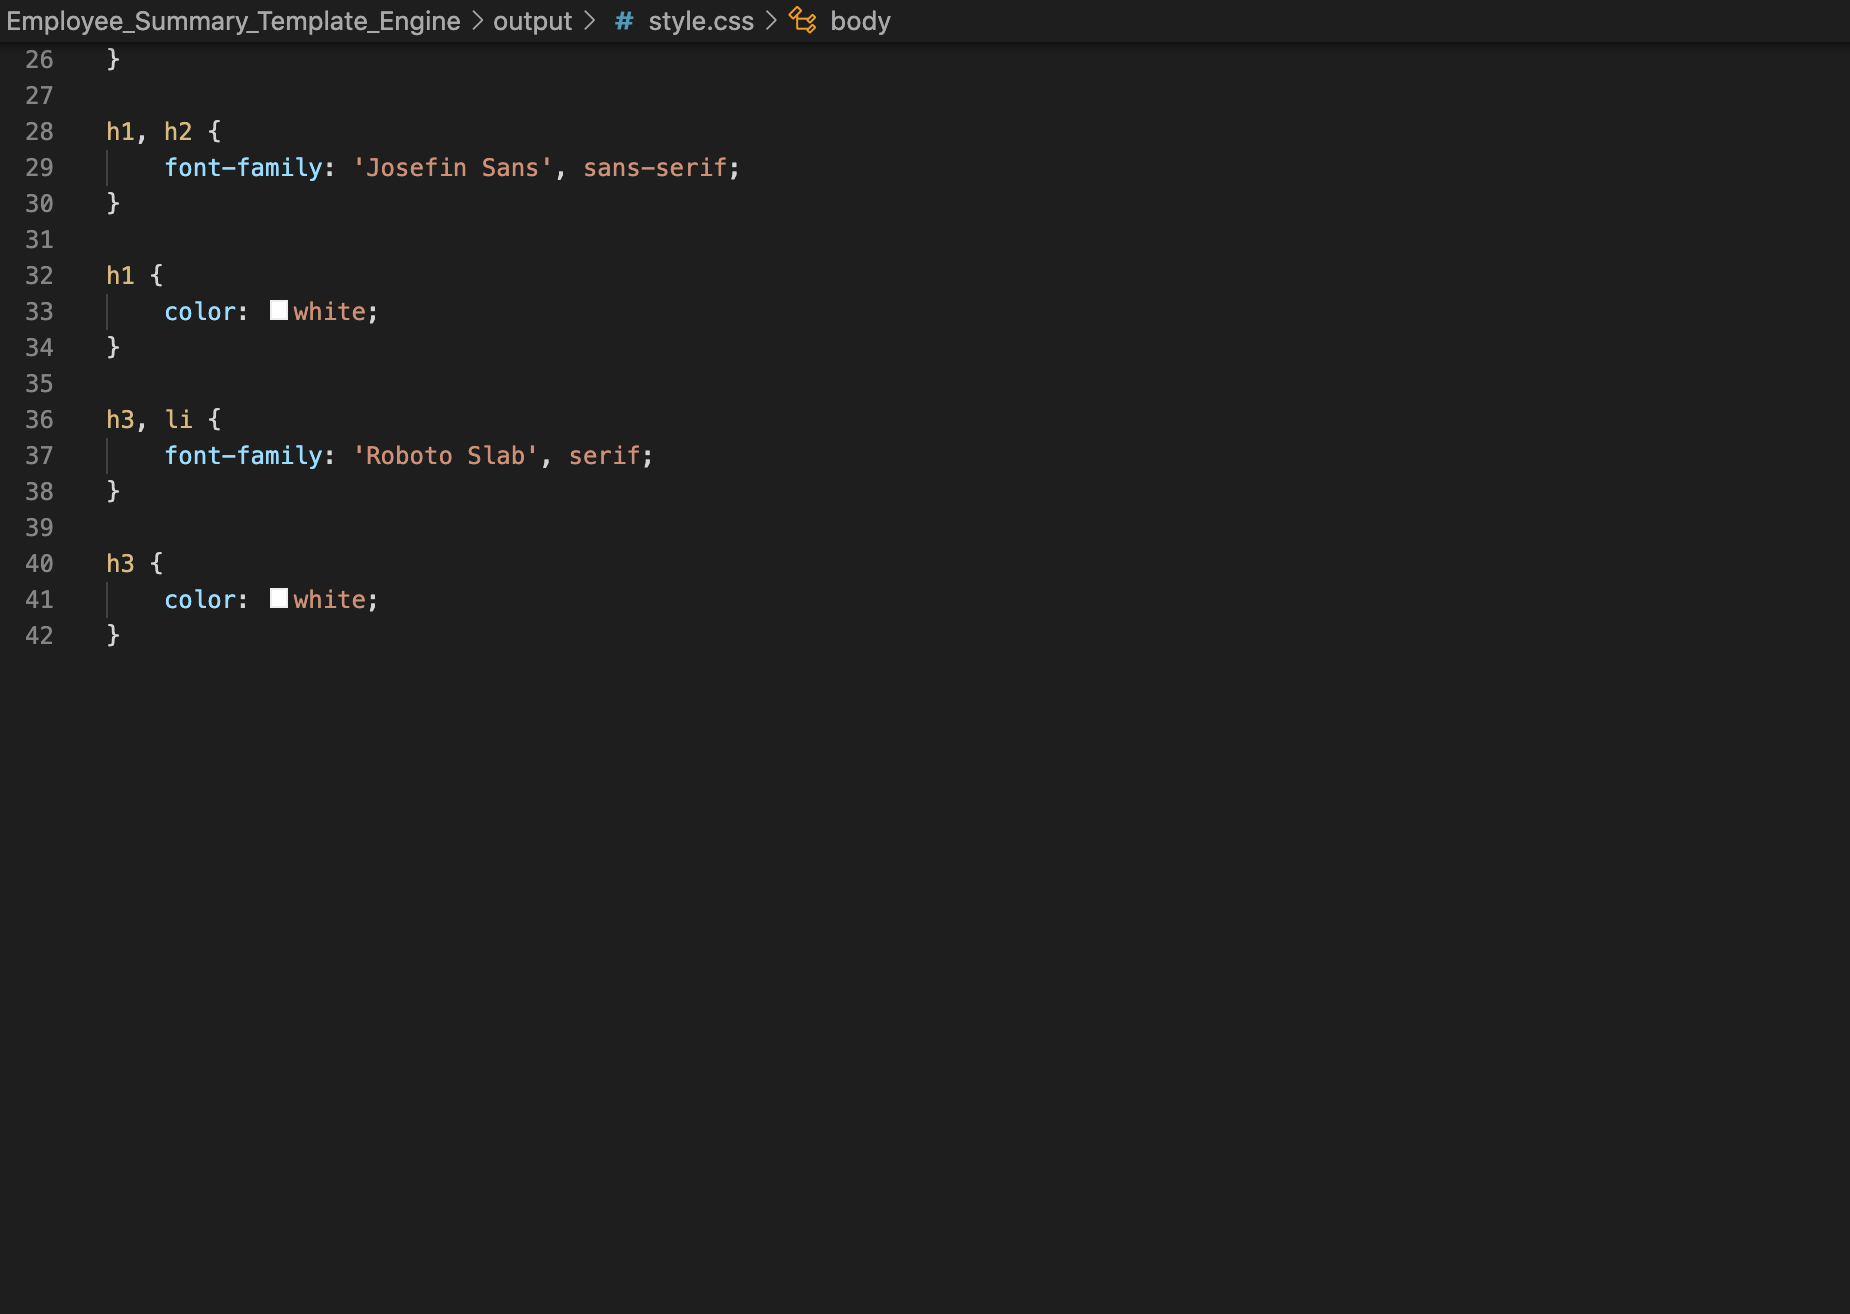 Employee_Summary_Template_Engine > output > # style.css > body
26 }
27
28 h1, h2 {
29     font-family: 'Josefin Sans', sans-serif;
30 }
31
32 h1 {
33     color: white;
34 }
35
36 h3, li {
37     font-family: 'Roboto Slab', serif;
38 }
39
40 h3 {
41     color: white;
42 }